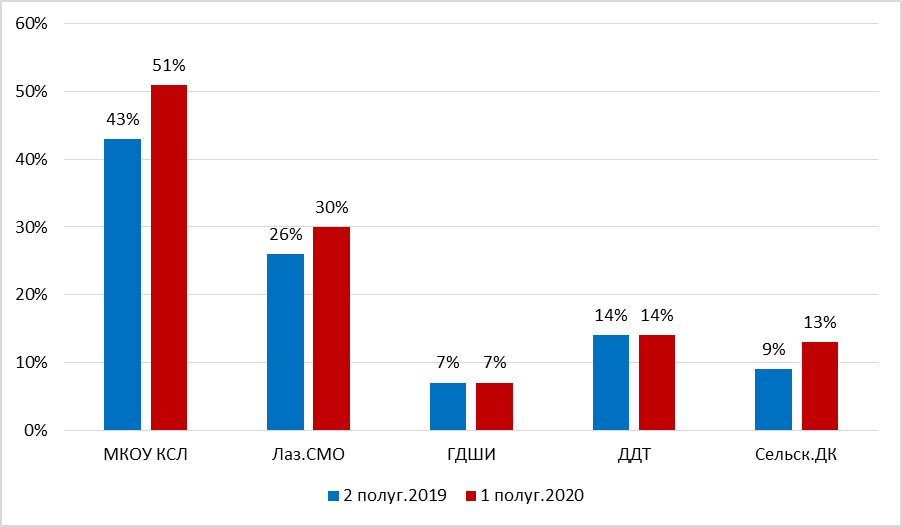 60%
50%
40%
30%
20%
10%
0%
43%
51%
26%
30%
7%
7%
14%
14%
9%
13%
МКОУ КСЛ
Лаз.СМО
ГДШИ
ДДТ
Сельск.ДК
2 полуг.2019
1 полуг.2020